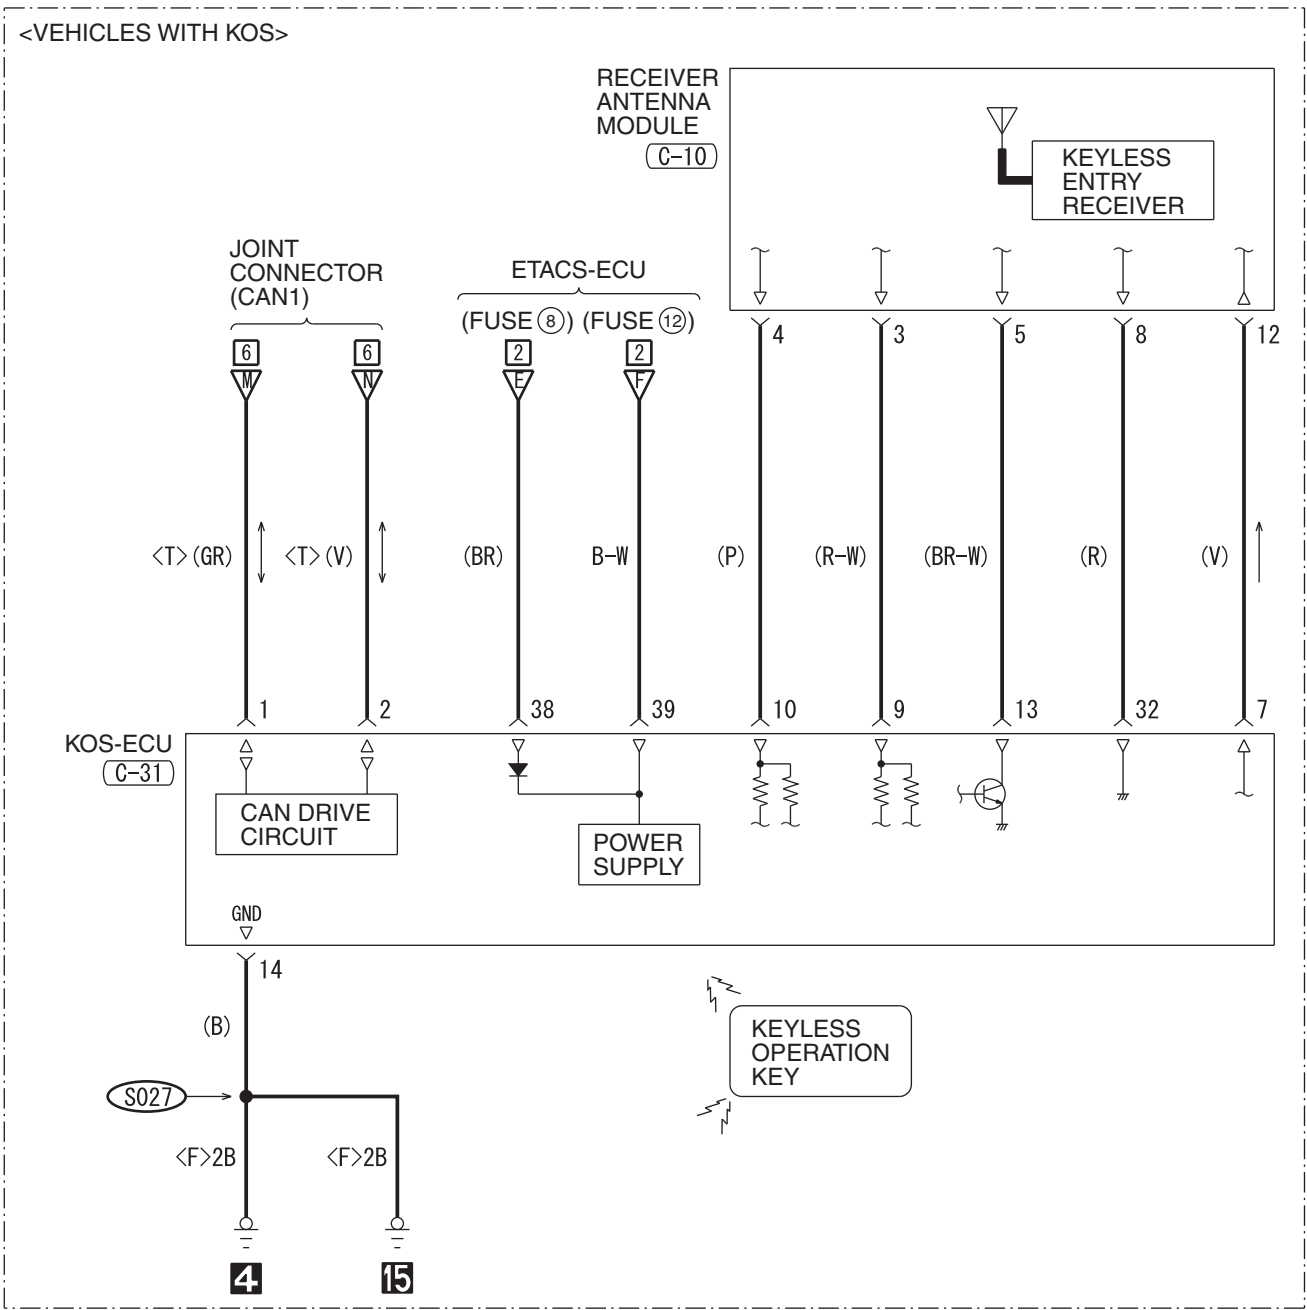 <VEHICLES WITH KOS>
RECEIVER
ANTENNA
MODULE
C-10
KEYLESS
ENTRY
RECEIVER
JOINT
CONNECTOR
(CAN1)
ETACS-ECU
(FUSE 8) (FUSE 12)
6 6 2 2
M N E F
4 3 5 8 12
<T>(GR) <T>(V) (BR) B-W (P) (R-W) (BR-W) (R) (V)
1 2 38 39 10 9 13 32 7
KOS-ECU
C-31
CAN DRIVE
CIRCUIT
POWER
SUPPLY
GND
14
(B)
KEYLESS
OPERATION
KEY
S027
<F>2B <F>2B
4 15